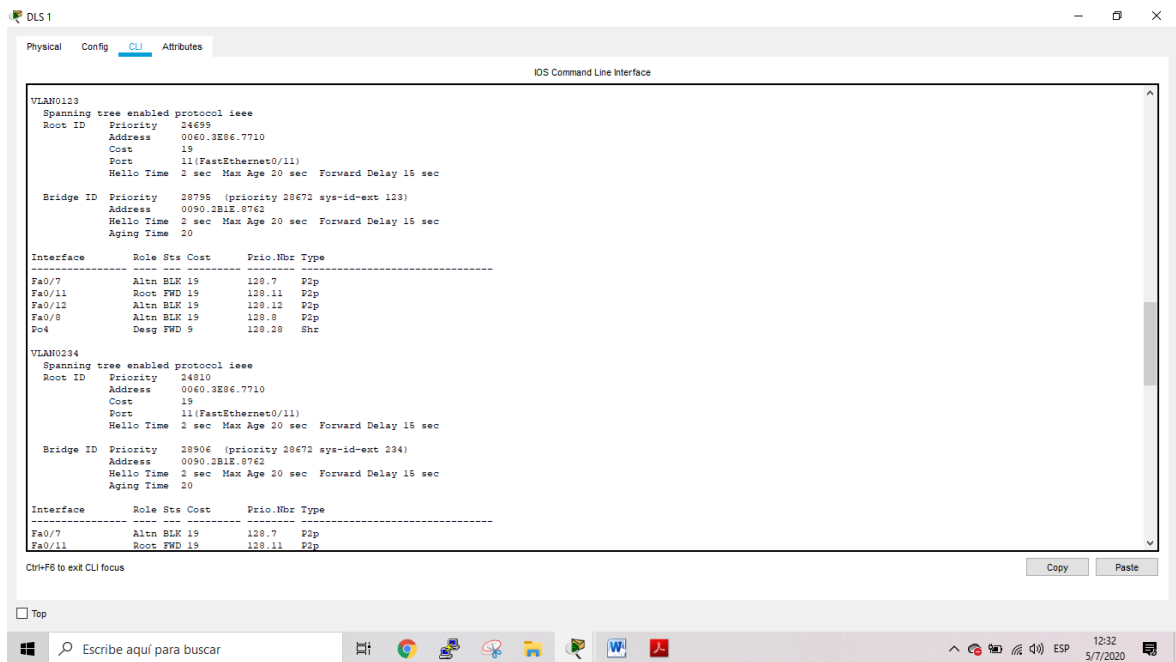 DLS 1
Physical Config CLI Attributes
IOS Command Line Interface
VLAN0123
Spanning tree enabled protocol ieee
Root ID Priority 24699
Address 0060.3E86.7710
Cost 19
Port 11(FastEthernet0/11)
Hello Time 2 sec Max Age 20 sec Forward Delay 15 sec
Bridge ID Priority 28795 (priority 28672 sys-id-ext 123)
Address 0090.2B1E.8762
Hello Time 2 sec Max Age 20 sec Forward Delay 15 sec
Aging Time 20
Interface Role Sts Cost Prio.Nbr Type
---------------- ---- --- --------- -------- --------------------------------
Fa0/7 Altn BLK 19 128.7 P2p
Fa0/11 Root FWD 19 128.11 P2p
Fa0/12 Altn BLK 19 128.12 P2p
Fa0/8 Altn BLK 19 128.8 P2p
Po4 Desg FWD 9 128.28 Shr
VLAN0234
Spanning tree enabled protocol ieee
Root ID Priority 24810
Address 0060.3E86.7710
Cost 19
Port 11(FastEthernet0/11)
Hello Time 2 sec Max Age 20 sec Forward Delay 15 sec
Bridge ID Priority 28906 (priority 28672 sys-id-ext 234)
Address 0090.2B1E.8762
Hello Time 2 sec Max Age 20 sec Forward Delay 15 sec
Aging Time 20
Interface Role Sts Cost Prio.Nbr Type
---------------- ---- --- --------- -------- --------------------------------
Fa0/7 Altn BLK 19 128.7 P2p
Fa0/11 Root FWD 19 128.11 P2p
Ctrl+F6 to exit CLI focus
Copy Paste
Top
Escribe aquí para buscar
ESP
12:32
5/7/2020